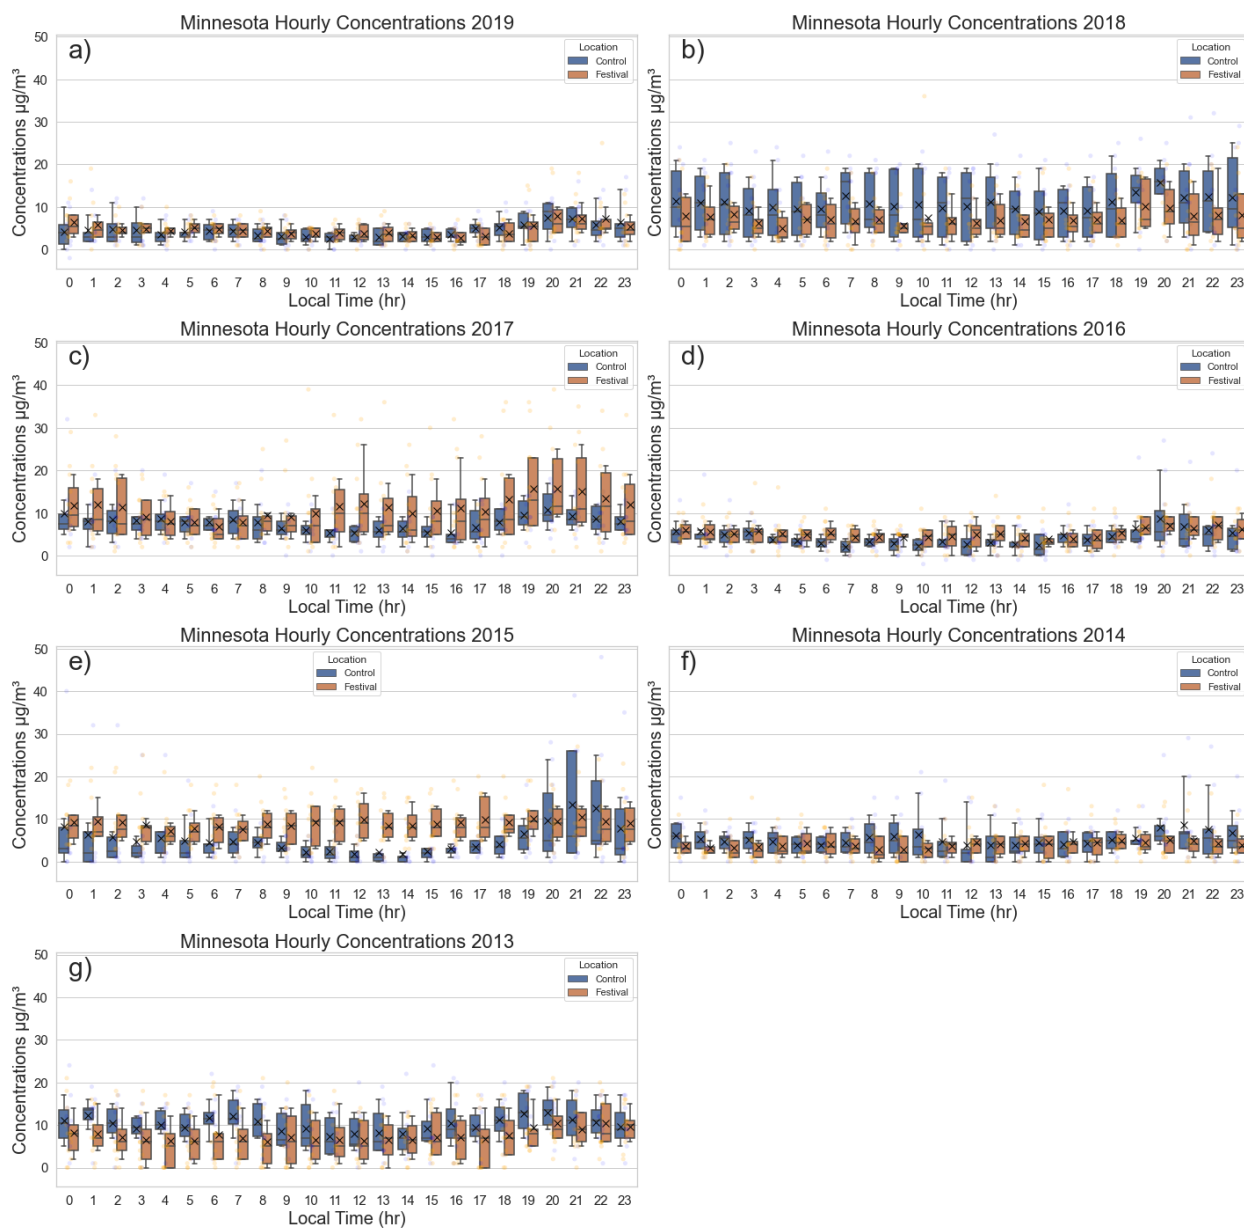 Minnesota Hourly Concentrations 2019
a)
Location
Control
Festival
Concentrations µg/m³
50
40
30
20
10
0
0 1 2 3 4 5 6 7 8 9 10 11 12 13 14 15 16 17 18 19 20 21 22 23
Local Time (hr)
Minnesota Hourly Concentrations 2018
b)
Location
Control
Festival
Concentrations µg/m³
0 1 2 3 4 5 6 7 8 9 10 11 12 13 14 15 16 17 18 19 20 21 22 23
Local Time (hr)
Minnesota Hourly Concentrations 2017
c)
Location
Control
Festival
Concentrations µg/m³
50
40
30
20
10
0
0 1 2 3 4 5 6 7 8 9 10 11 12 13 14 15 16 17 18 19 20 21 22 23
Local Time (hr)
Minnesota Hourly Concentrations 2016
d)
Location
Control
Festival
Concentrations µg/m³
0 1 2 3 4 5 6 7 8 9 10 11 12 13 14 15 16 17 18 19 20 21 22 23
Local Time (hr)
Minnesota Hourly Concentrations 2015
e)
Location
Control
Festival
Concentrations µg/m³
50
40
30
20
10
0
0 1 2 3 4 5 6 7 8 9 10 11 12 13 14 15 16 17 18 19 20 21 22 23
Local Time (hr)
Minnesota Hourly Concentrations 2014
f)
Location
Control
Festival
Concentrations µg/m³
0 1 2 3 4 5 6 7 8 9 10 11 12 13 14 15 16 17 18 19 20 21 22 23
Local Time (hr)
Minnesota Hourly Concentrations 2013
g)
Location
Control
Festival
Concentrations µg/m³
50
40
30
20
10
0
0 1 2 3 4 5 6 7 8 9 10 11 12 13 14 15 16 17 18 19 20 21 22 23
Local Time (hr)